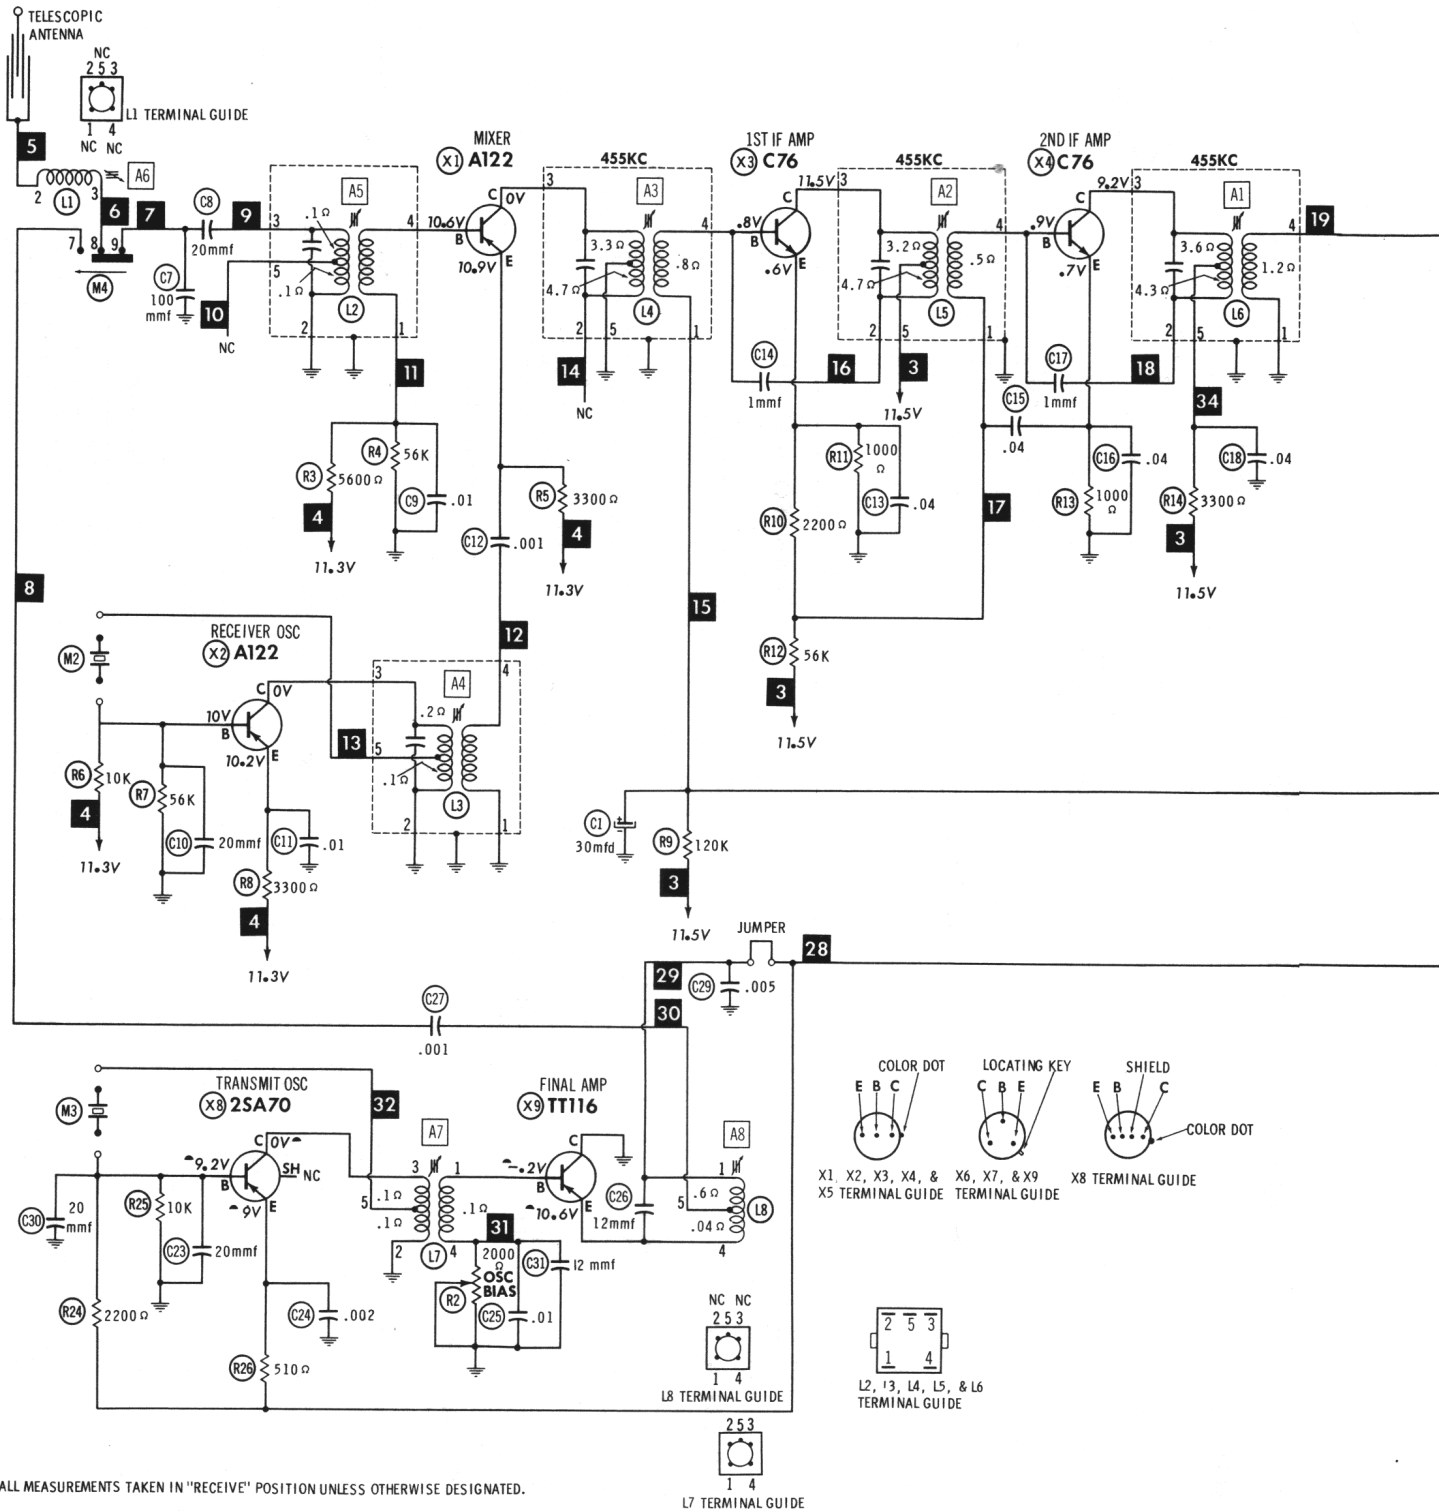 TELESCOPIC
ANTENNA
NC
2 5 3
L1 TERMINAL GUIDE
1 4
NC NC
5
A6
2 L1 3
6 7
C8
20mmf
9
7 8 9
M4
C7
100
mmf
10
NC
A5
.1Ω
3 4
5
.1Ω
L2
2 1
11
MIXER
X1 A122
C 0V
10.6V
B
10.9V
E
455KC
3
A3
4
3.3Ω
.8Ω
4.7Ω
L4
2 5 1
14
NC
1ST IF AMP
X3 C76
11.5V
C
.8V
B
.6V
E
455KC
3
A2
4
3.2Ω
.5Ω
4.7Ω
L5
2 5 1
C14
1mmf
16
3
11.5V
2ND IF AMP
X4 C76
9.2V
C
.9V
B
.7V
E
455KC
3
A1
4
19
3.6Ω
1.2Ω
4.3Ω
L6
2 5 1
C17
1mmf
18
34
C15
.04
R3 5600Ω
4
11.3V
R4 56K
C9 .01
R5 3300Ω
4
11.3V
C12 .001
R11 1000
Ω
C13 .04
R10 2200Ω
17
C16 .04
R13 1000
Ω
C18 .04
R14 3300Ω
3
11.5V
8
15
12
R12 56K
3
11.5V
RECEIVER OSC
X2 A122
M2
C 0V
10V
B
10.2V E
3 4
A4
.2Ω
13
5
.1Ω
L3
2 1
R6 10K
4
11.3V
R7 56K
C10 20mmf
C11 .01
R8 3300Ω
4
11.3V
C1
30mfd
R9 120K
3
11.5V
JUMPER
28
29
C29 .005
30
C27
.001
TRANSMIT OSC
X8 2SA70
M3
32
C 0V
9.2V
B
SH NC
9V E
C30 20
mmf
R25 10K
C23 20mmf
R24 2200Ω
C24 .002
R26 510Ω
A7
3 1
.1Ω
5
.1Ω
.1Ω
2 L7 4
31
2000
Ω
OSC
BIAS
R2
C25 .01
C31 12 mmf
FINAL AMP
X9 TT116
C
-.2V
B
10.6V
E
C26
12mmf
A8
1
.6Ω
5
.04Ω
L8
4
COLOR DOT
E B C
X1, X2, X3, X4, &
X5 TERMINAL GUIDE
LOCATING KEY
C B E
X6, X7, & X9
TERMINAL GUIDE
SHIELD
E B C
COLOR DOT
X8 TERMINAL GUIDE
NC NC
2 5 3
1 4
L8 TERMINAL GUIDE
2 5 3
1 4
L2, L3, L4, L5, & L6
TERMINAL GUIDE
2 5 3
1 4
L7 TERMINAL GUIDE
ALL MEASUREMENTS TAKEN IN "RECEIVE" POSITION UNLESS OTHERWISE DESIGNATED.